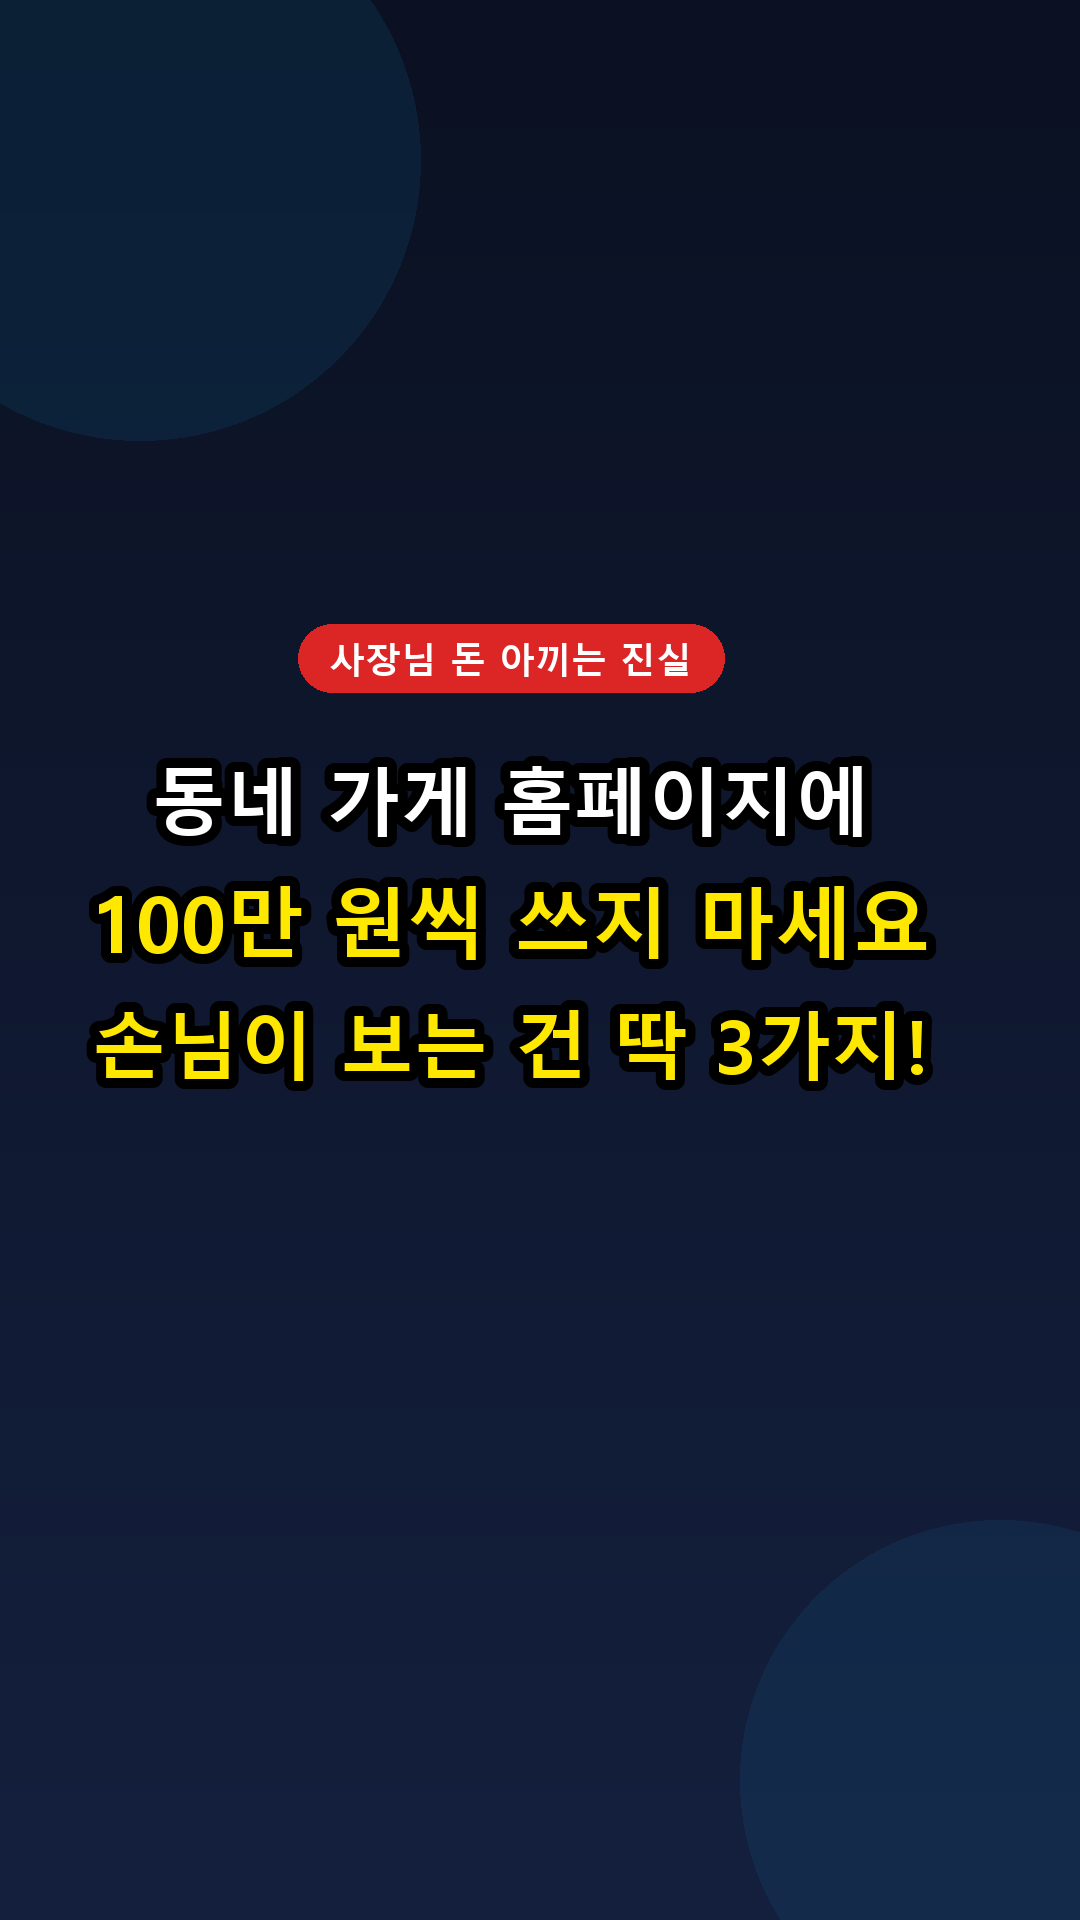 사장님 돈 아끼는 진실
동네 가게 홈페이지에
100만 원씩 쓰지 마세요
손님이 보는 건 딱 3가지!